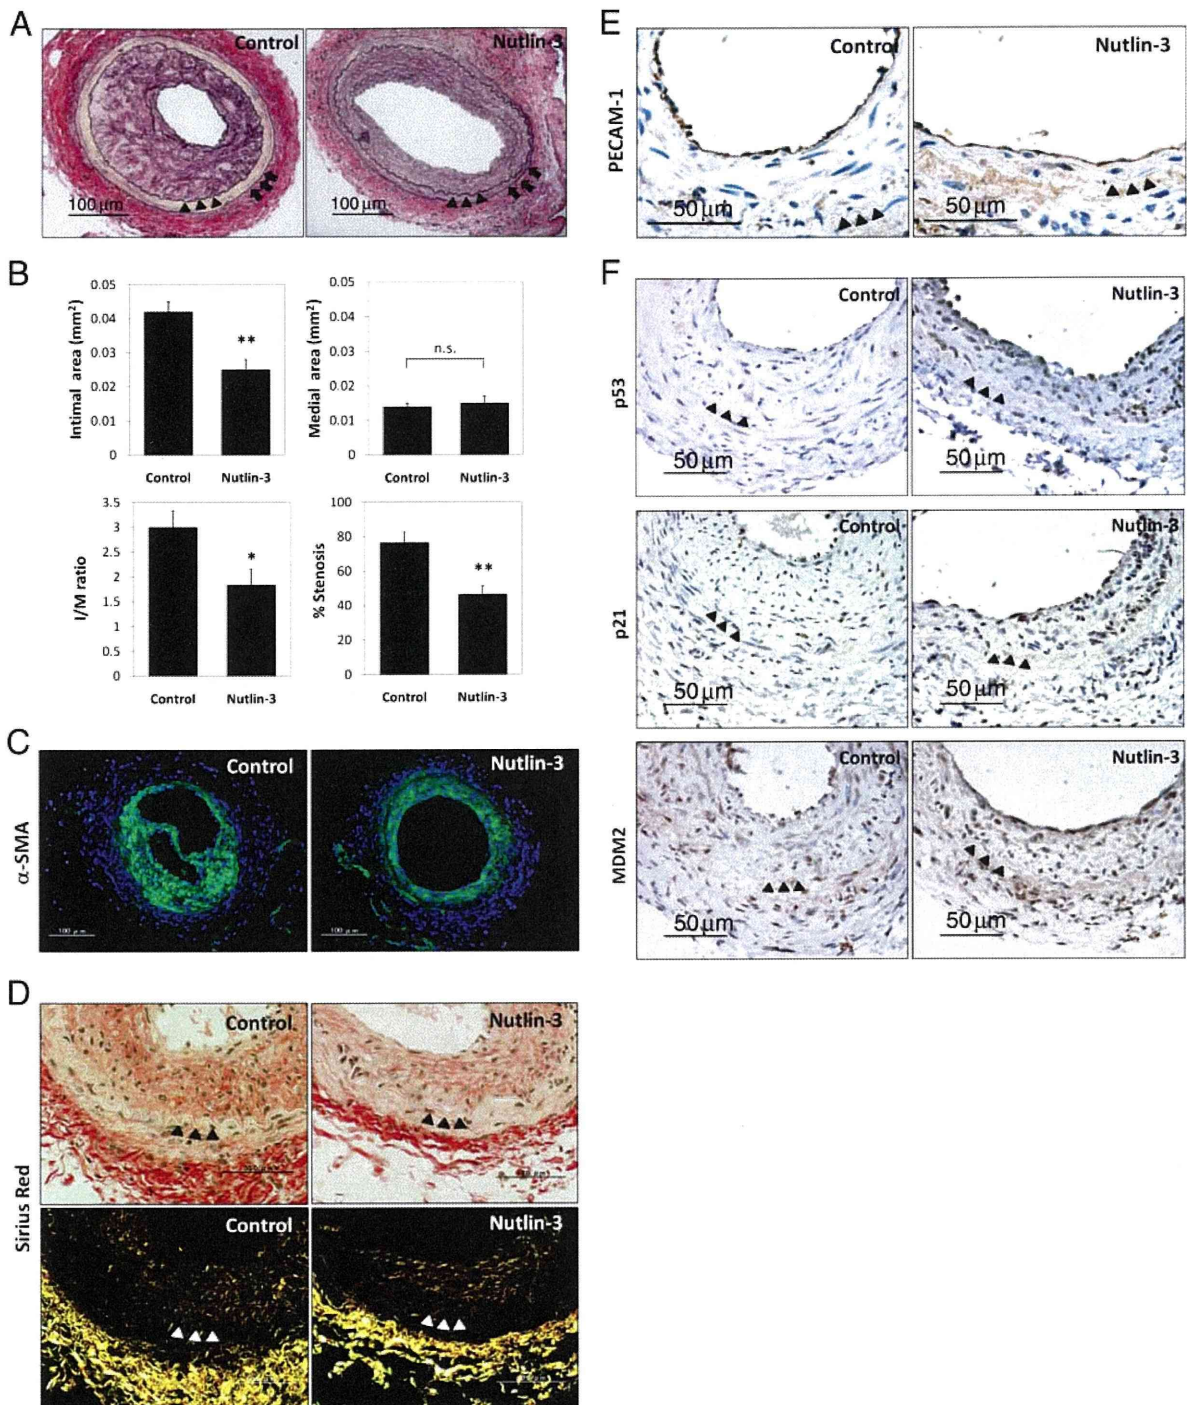 A
Control
Nutlin-3
100 µm
100 µm
B
0.05
0.04
0.03
0.02
0.01
0
Intimal area (mm²)
**
Control
Nutlin-3
0.05
0.04
0.03
0.02
0.01
0
Medial area (mm²)
n.s.
Control
Nutlin-3
3.5
3
2.5
2
1.5
1
0.5
0
I/M ratio
*
Control
Nutlin-3
100
80
60
40
20
0
% Stenosis
**
Control
Nutlin-3
C
α-SMA
Control
Nutlin-3
100 µm
100 µm
D
Sirius Red
Control
Nutlin-3
Control
Nutlin-3
E
PECAM-1
Control
Nutlin-3
50 µm
50 µm
F
p53
Control
Nutlin-3
50 µm
50 µm
p21
Control
Nutlin-3
50 µm
50 µm
MDM2
Control
Nutlin-3
50 µm
50 µm